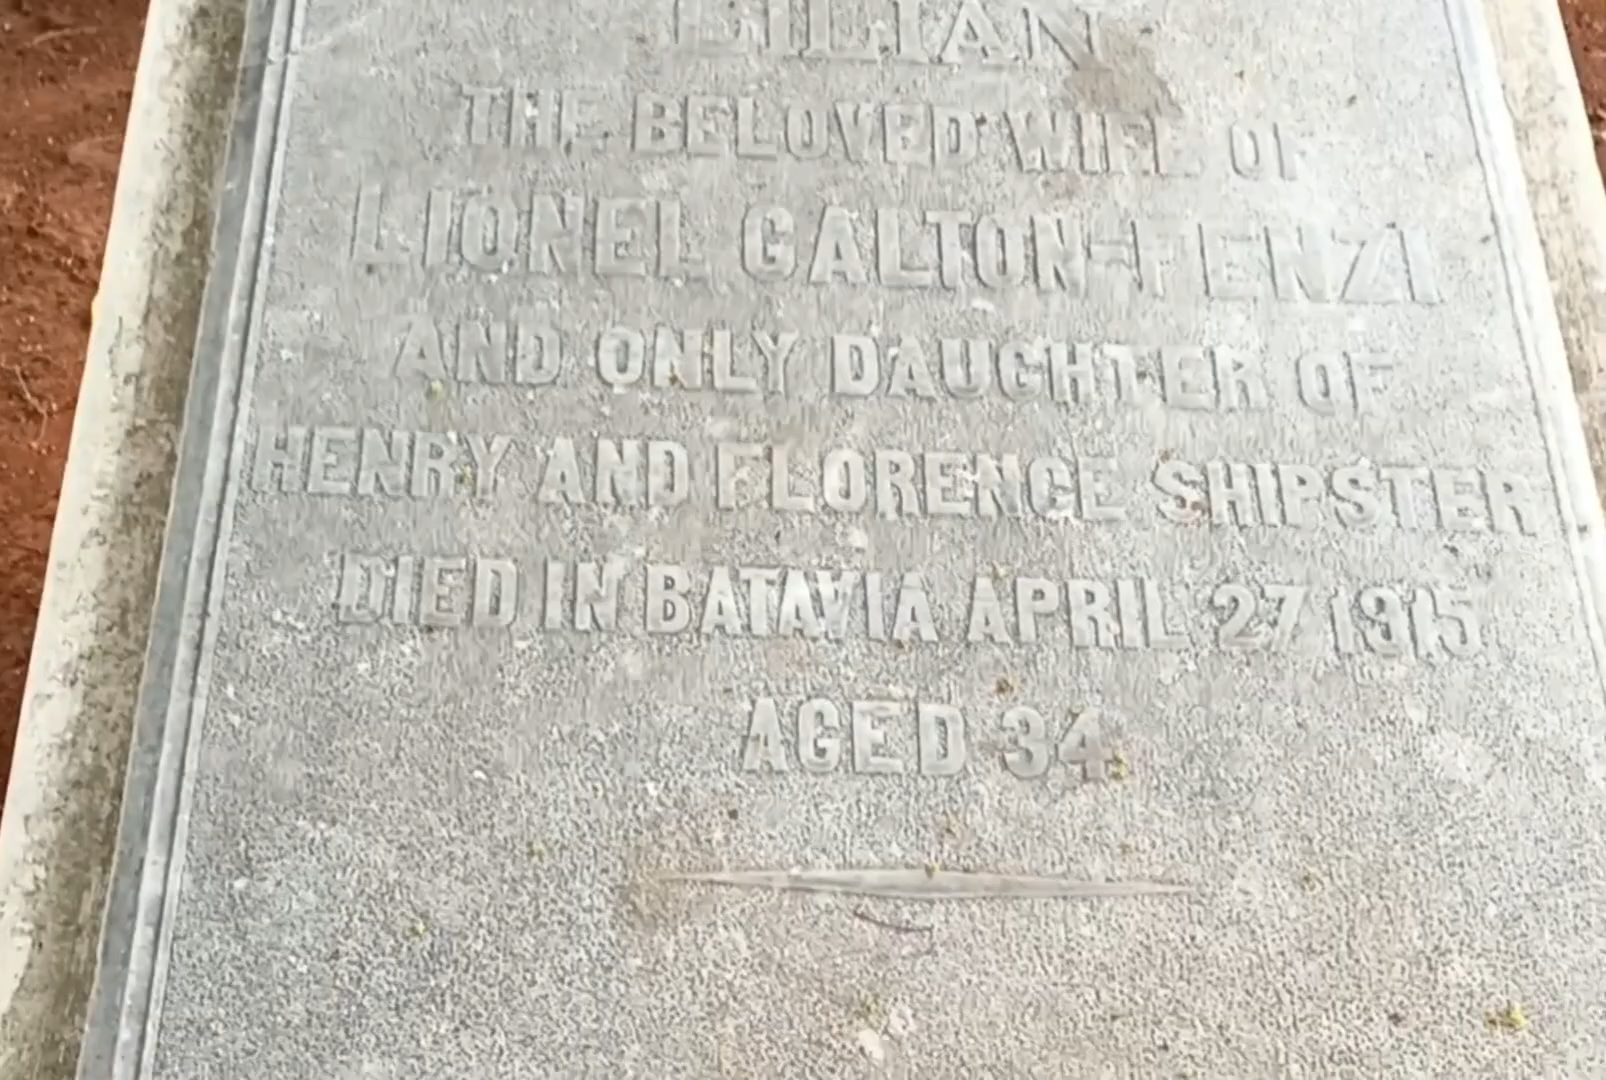 LILIAN
THE BELOVED WIFE OF
LIONEL GALTON-FENZI
AND ONLY DAUGHTER OF
HENRY AND FLORENCE SHIPSTER
DIED IN BATAVIA APRIL 27 1915
AGED 34